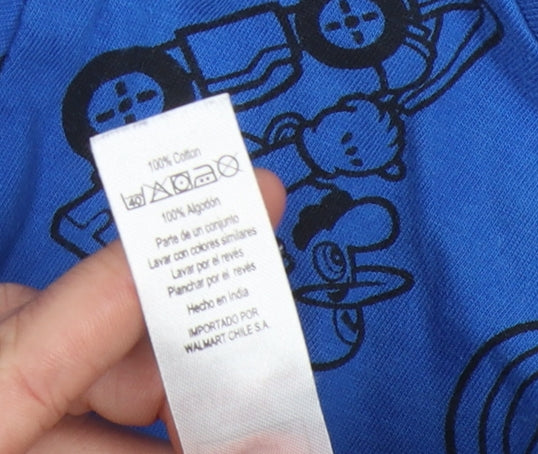 100% Cotton
40
100% Algodón
Parte de un conjunto
Lavar con colores similares
Lavar por el revés
Planchar por el revés
Hecho en India
IMPORTADO POR
WALMART CHILE S.A.